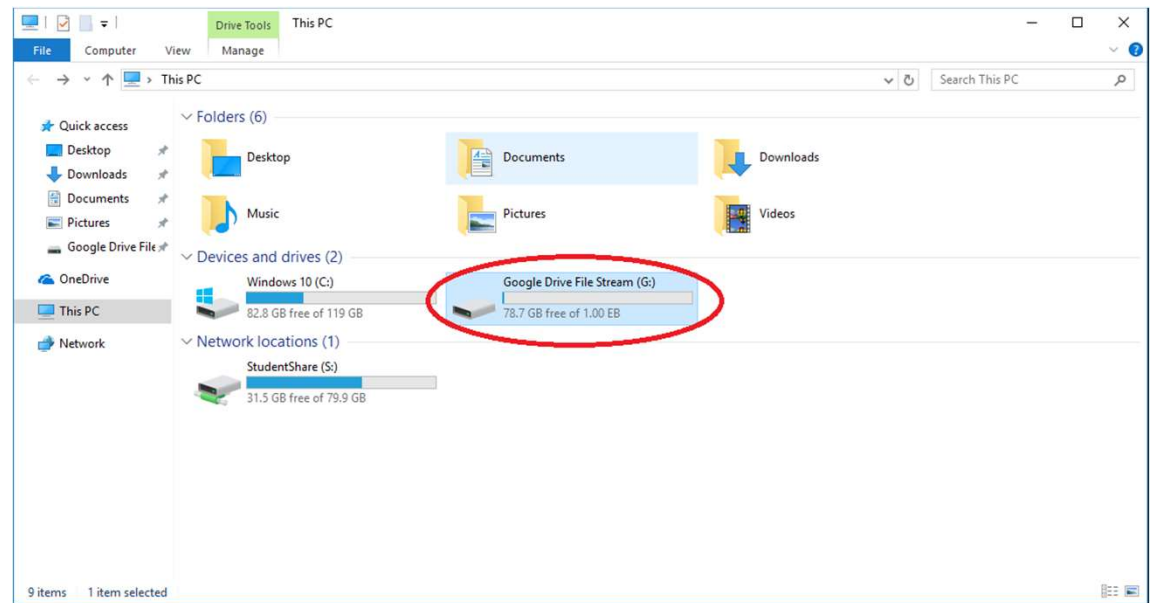 Drive Tools This PC
File Computer View Manage
This PC Search This PC
Quick access
Desktop
Downloads
Documents
Pictures
Google Drive File
OneDrive
This PC
Network
Folders (6)
Desktop Documents Downloads
Music Pictures Videos
Devices and drives (2)
Windows 10 (C:) Google Drive File Stream (G:)
82.8 GB free of 119 GB 78.7 GB free of 1.00 EB
Network locations (1)
StudentShare (S:)
31.5 GB free of 79.9 GB
9 items 1 item selected